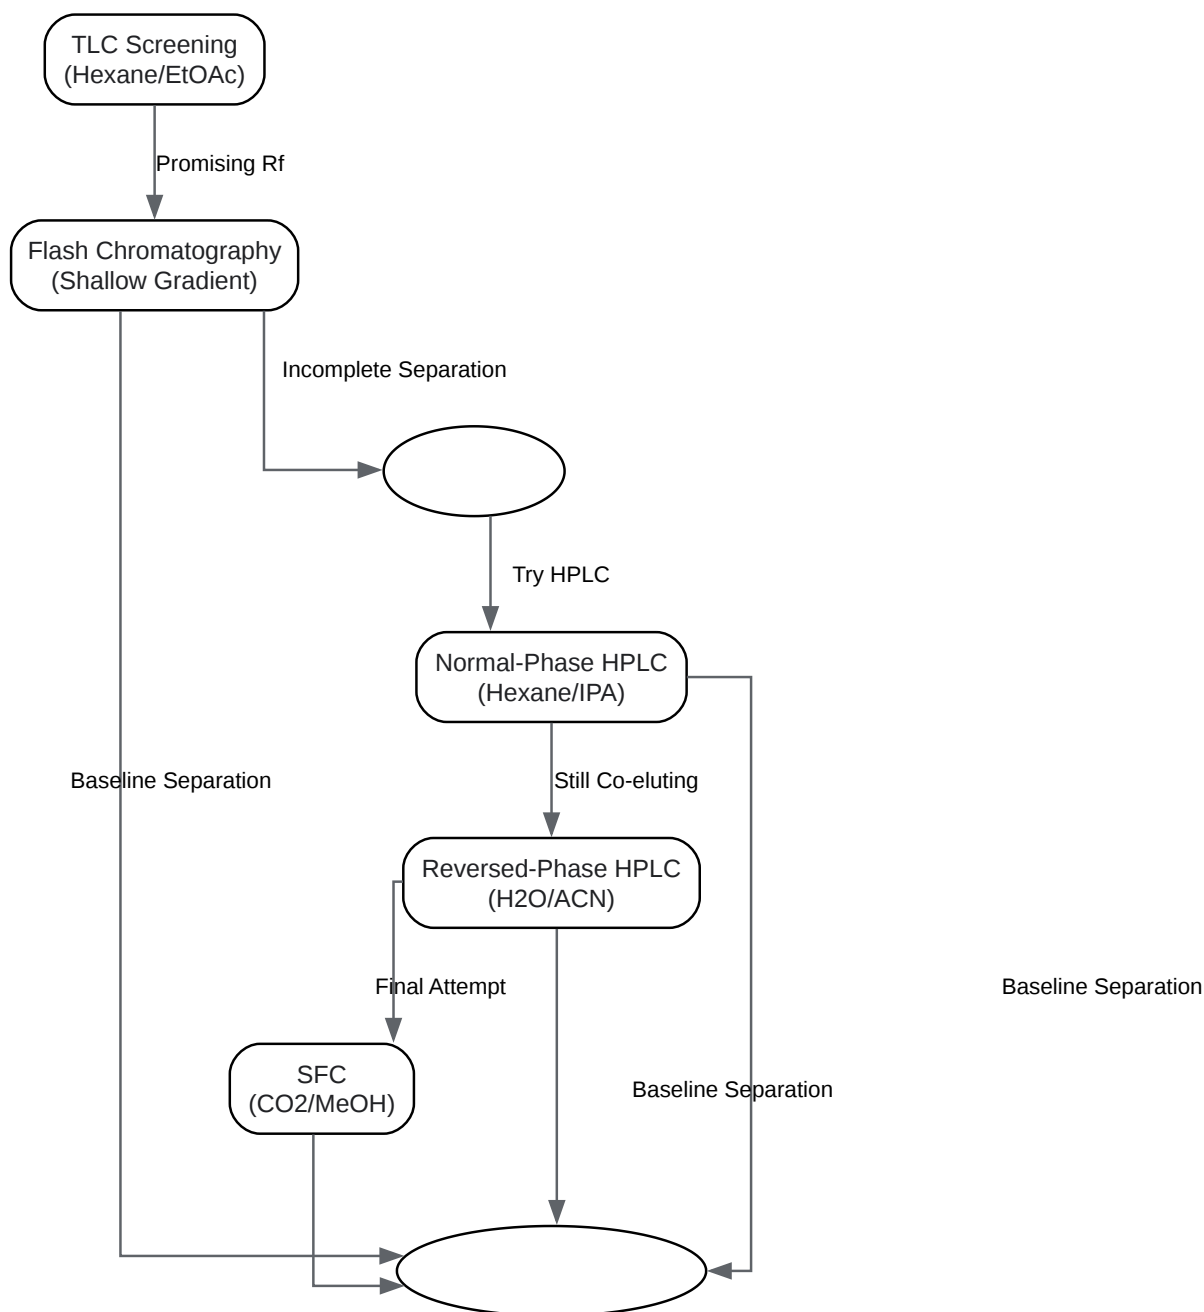 TLC Screening
(Hexane/EtOAc)
Promising Rf
Flash Chromatography
(Shallow Gradient)
Incomplete Separation
Try HPLC
Normal-Phase HPLC
(Hexane/IPA)
Baseline Separation
Still Co-eluting
Reversed-Phase HPLC
(H2O/ACN)
Final Attempt
Baseline Separation
SFC
(CO2/MeOH)
Baseline Separation